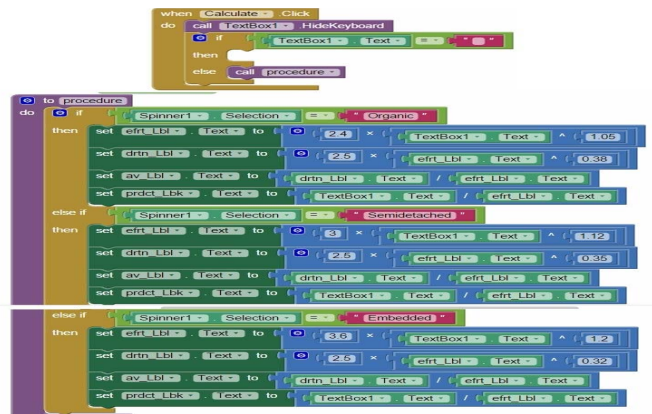 when Calculate .Click
do call TextBox1 .HideKeyboard
if TextBox1 . Text = " "
then
else call procedure
to procedure
do if Spinner1 . Selection = " Organic "
then set efrt_Lbl . Text to 2.4 × TextBox1 . Text ^ 1.05
set drtn_Lbl . Text to 2.5 × efrt_Lbl . Text ^ 0.38
set av_Lbl . Text to drtn_Lbl . Text / efrt_Lbl . Text
set prdct_Lbk . Text to TextBox1 . Text / efrt_Lbl . Text
else if Spinner1 . Selection = " Semidetached "
then set efrt_Lbl . Text to 3 × TextBox1 . Text ^ 1.12
set drtn_Lbl . Text to 2.5 × efrt_Lbl . Text ^ 0.35
set av_Lbl . Text to drtn_Lbl . Text / efrt_Lbl . Text
set prdct_Lbk . Text to TextBox1 . Text / efrt_Lbl . Text
else if Spinner1 . Selection = " Embedded "
then set efrt_Lbl . Text to 3.6 × TextBox1 . Text ^ 1.2
set drtn_Lbl . Text to 2.5 × efrt_Lbl . Text ^ 0.32
set av_Lbl . Text to drtn_Lbl . Text / efrt_Lbl . Text
set prdct_Lbk . Text to TextBox1 . Text / efrt_Lbl . Text